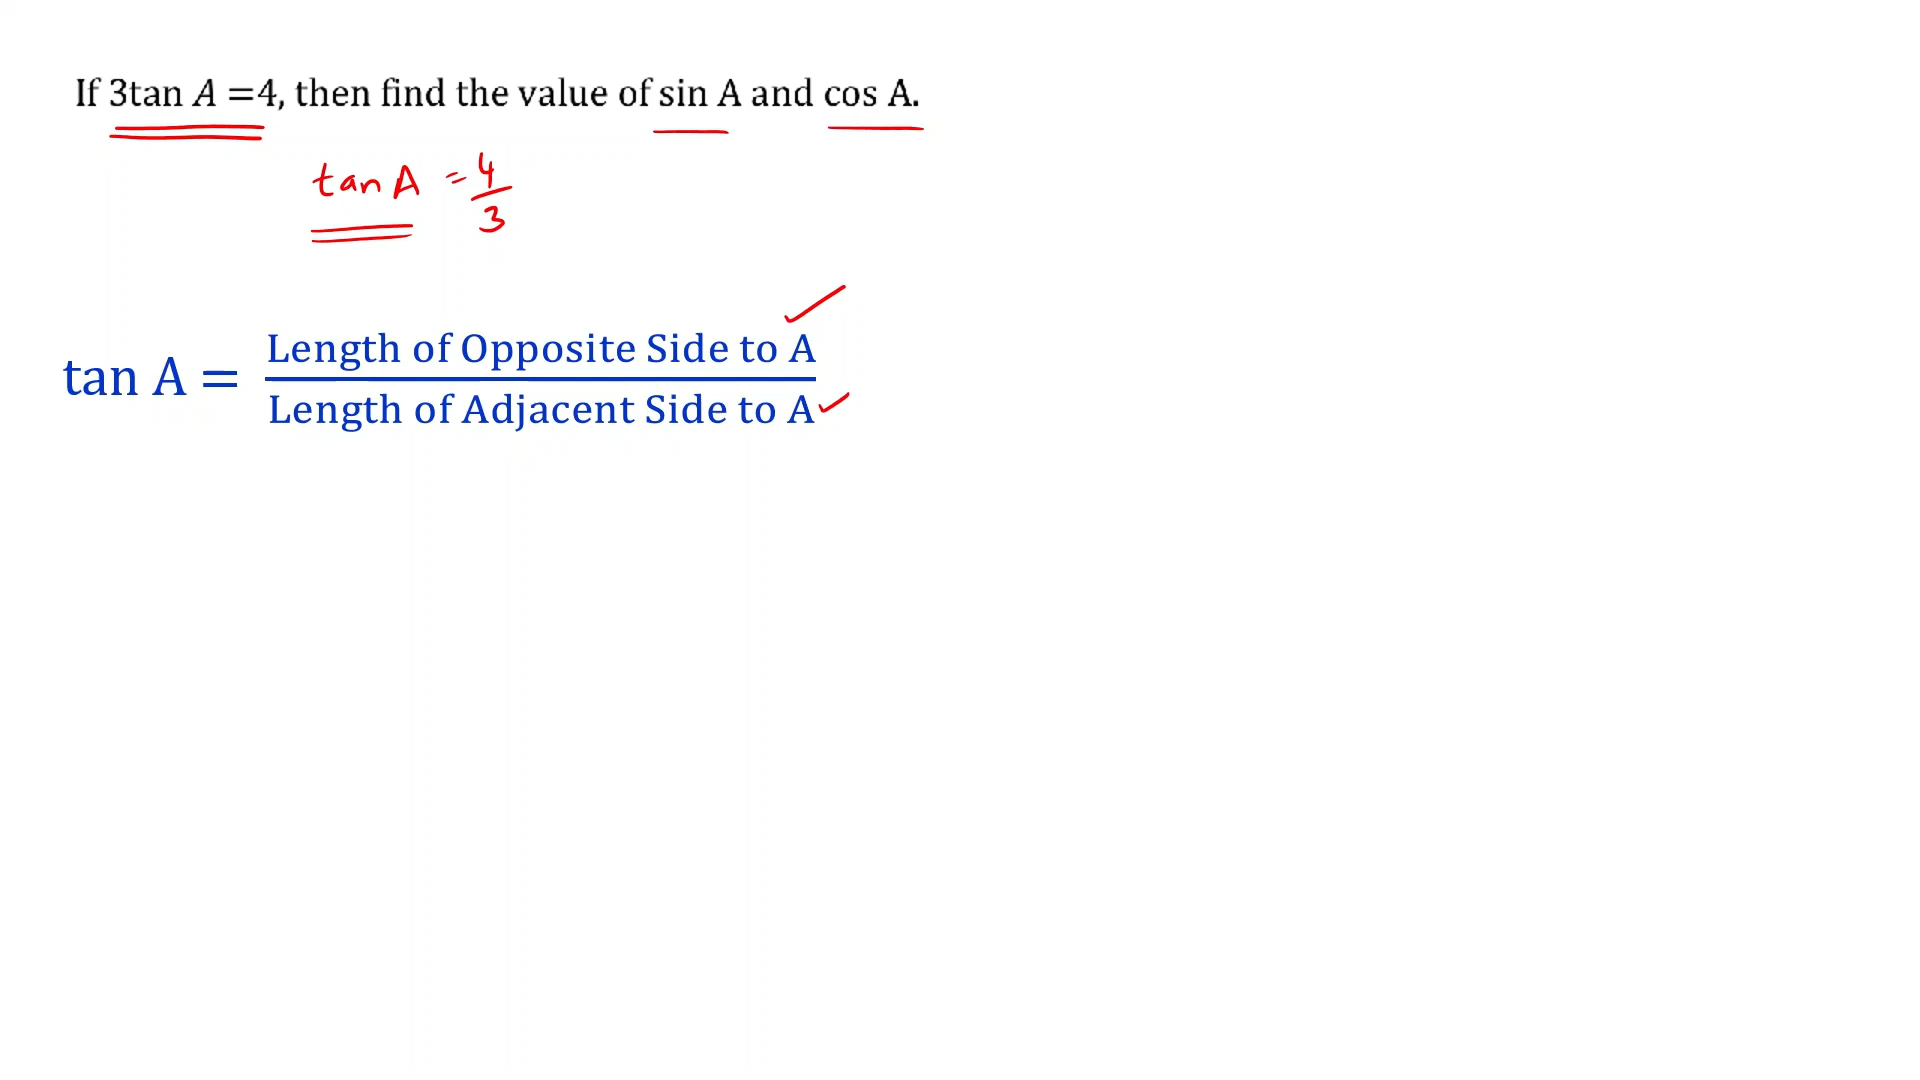 If 3tan A =4, then find the value of sin A and cos A.
tan A = 4/3
tan A = Length of Opposite Side to A
Length of Adjacent Side to A